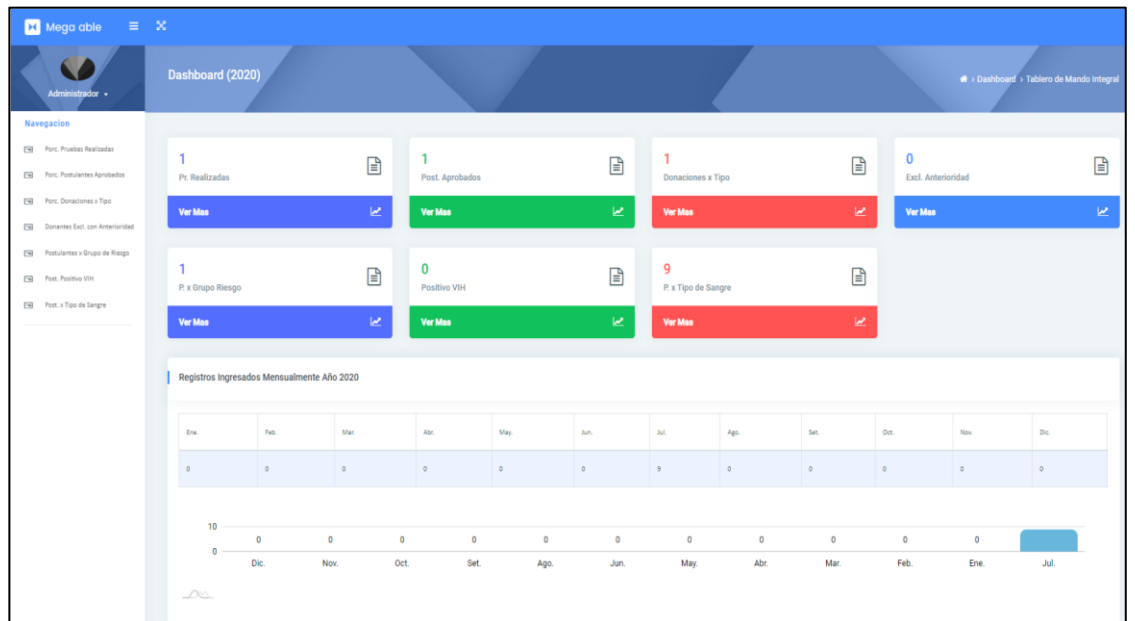 Mega able
Dashboard (2020)
Dashboard > Tablero de Mando Integral
Administrador
Navegacion
Porc. Pruebas Realizadas
Porc. Postulantes Aprobados
Porc. Donaciones x Tipo
Donantes Excl. con Anterioridad
Postulantes x Grupo de Riesgo
Post. Positivo VIH
Post. x Tipo de Sangre
1 1 1 0
Pr. Realizadas Post. Aprobados Donaciones x Tipo Excl. Anterioridad
Ver Mas Ver Mas Ver Mas Ver Mas
1 0 9
P. x Grupo Riesgo Positivo VIH P. x Tipo de Sangre
Ver Mas Ver Mas Ver Mas
Registros Ingresados Mensualmente Año 2020
Ene. Feb. Mar. Abr. May. Jun. Jul. Ago. Set. Oct. Nov. Dic.
0 0 0 0 0 0 9 0 0 0 0 0
10
0 0 0 0 0 0 0 0 0 0 0
0
Dic. Nov. Oct. Set. Ago. Jun. May. Abr. Mar. Feb. Ene. Jul.